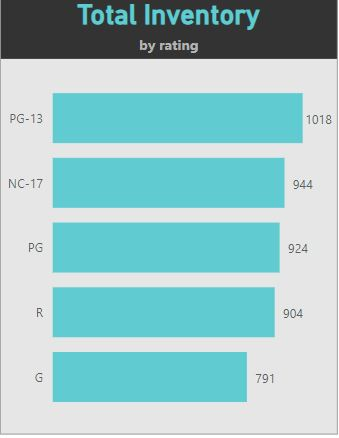 Total Inventory
by rating
PG-13 1018
NC-17 944
PG 924
R 904
G 791